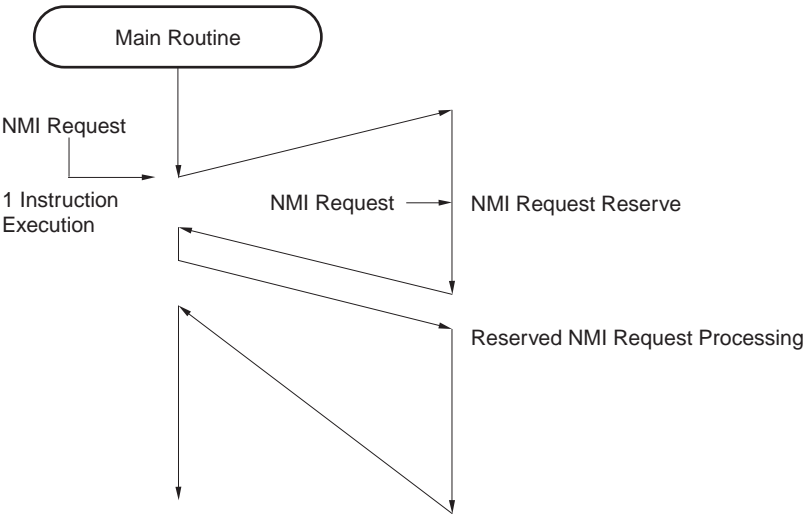 Main Routine
NMI Request
1 Instruction
Execution
NMI Request
NMI Request Reserve
Reserved NMI Request Processing